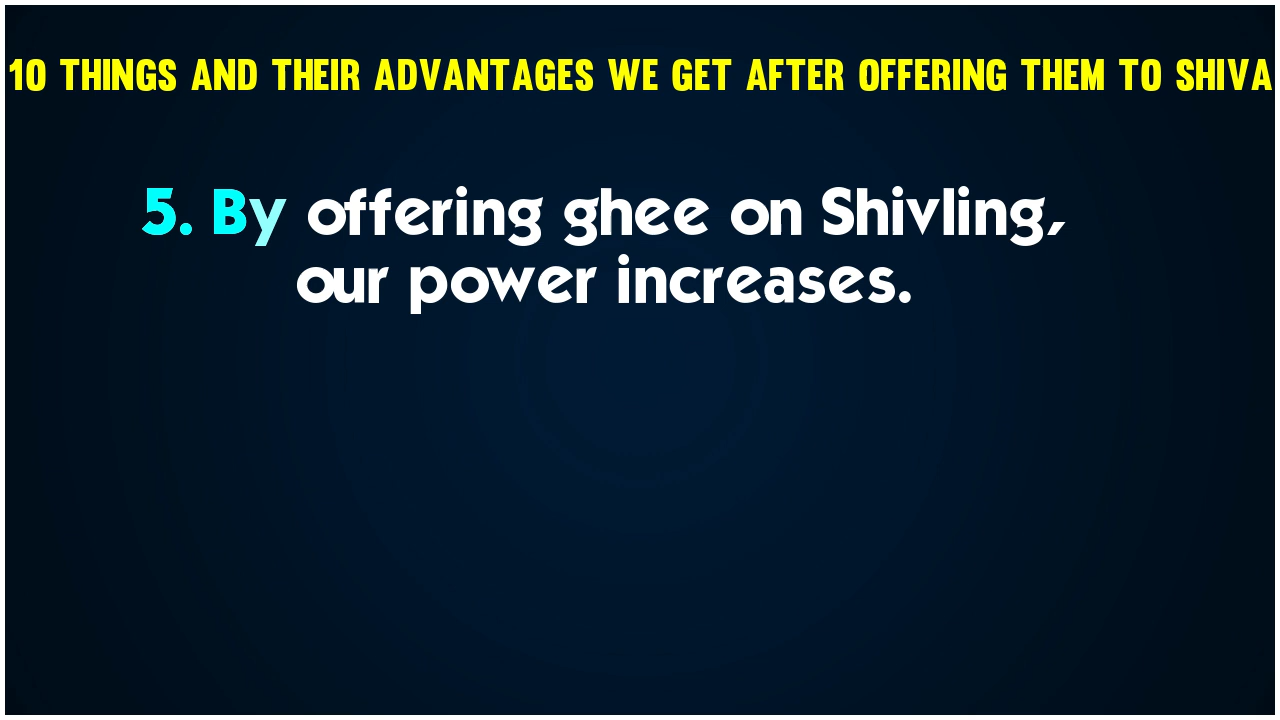 10 THINGS AND THEIR ADVANTAGES WE GET AFTER OFFERING THEM TO SHIVA
5. By offering ghee on Shivling,
our power increases.